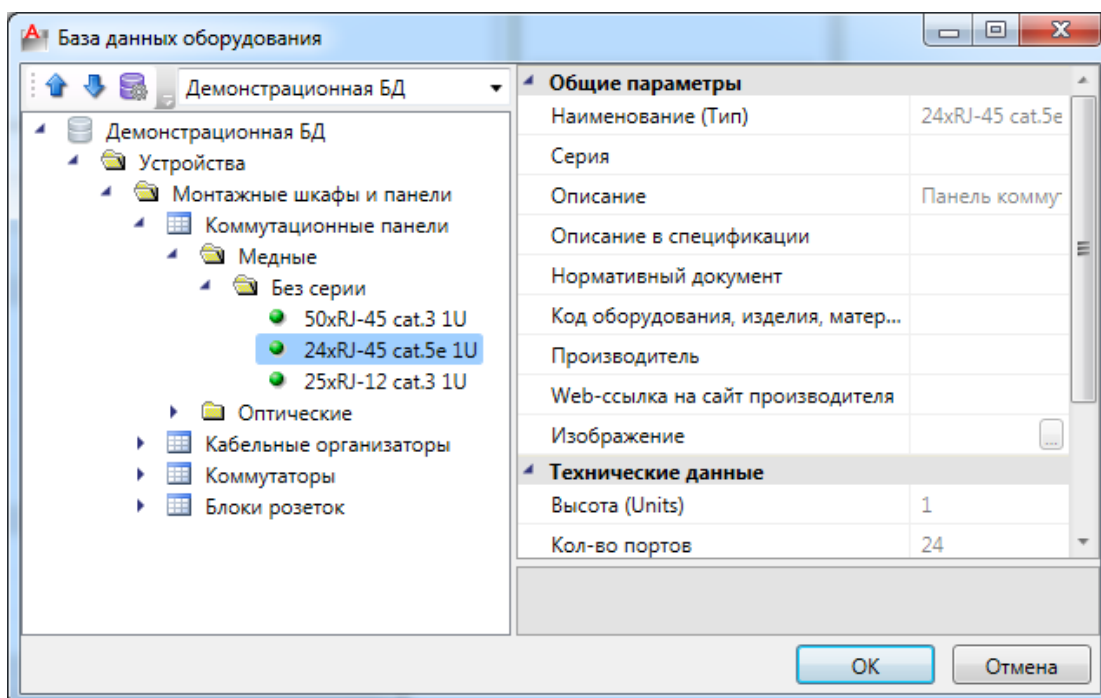 База данных оборудования
Демонстрационная БД
Демонстрационная БД
Устройства
Монтажные шкафы и панели
Коммутационные панели
Медные
Без серии
50xRJ-45 cat.3 1U
24xRJ-45 cat.5e 1U
25xRJ-12 cat.3 1U
Оптические
Кабельные организаторы
Коммутаторы
Блоки розеток
Общие параметры
Наименование (Тип) 24xRJ-45 cat.5e
Серия
Описание Панель комму
Описание в спецификации
Нормативный документ
Код оборудования, изделия, матер...
Производитель
Web-ссылка на сайт производителя
Изображение ...
Технические данные
Высота (Units) 1
Кол-во портов 24
OK Отмена